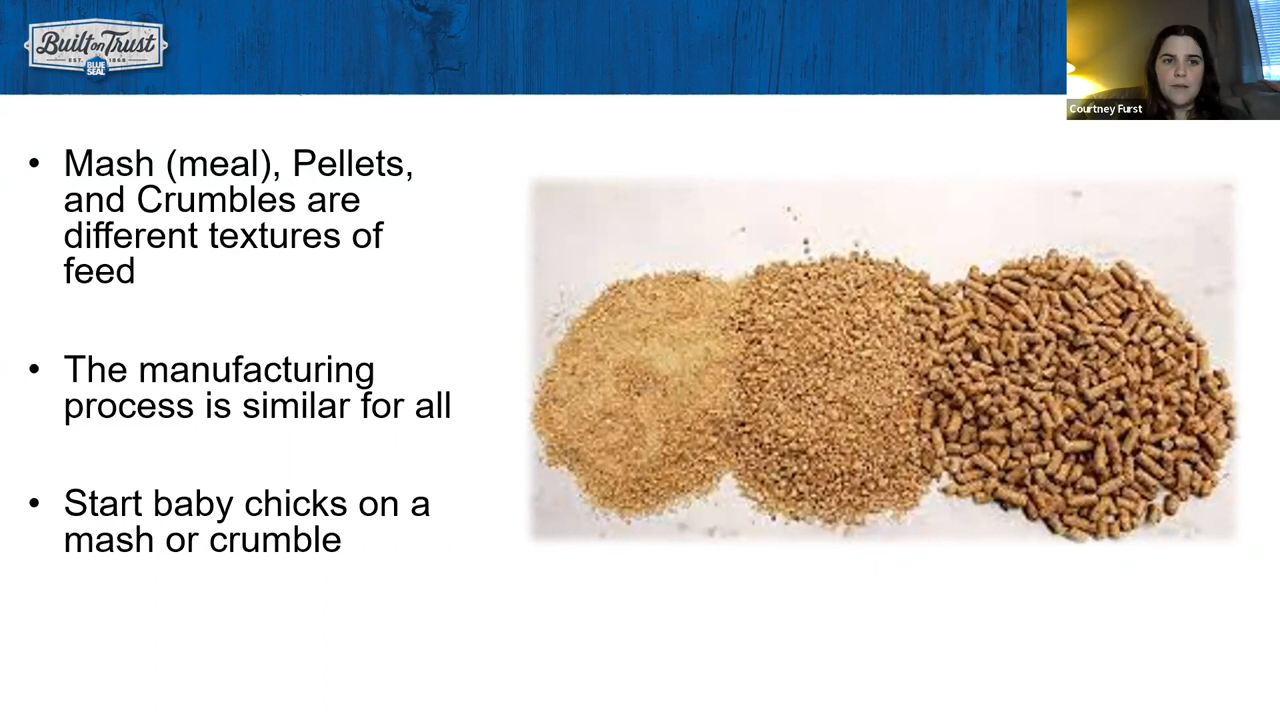 Built on Trust
EST. 1868
BLUE
SEAL
Courtney Furst
• Mash (meal), Pellets,
and Crumbles are
different textures of
feed
• The manufacturing
process is similar for all
• Start baby chicks on a
mash or crumble